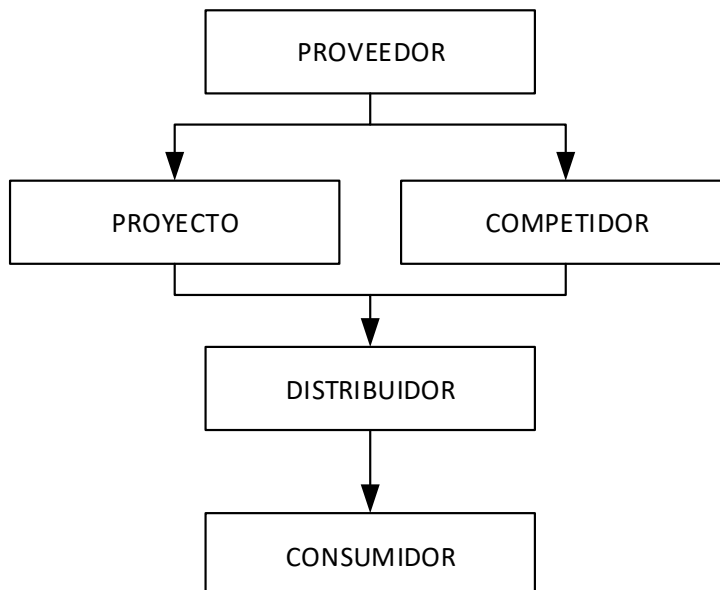 PROVEEDOR
PROYECTO
COMPETIDOR
DISTRIBUIDOR
CONSUMIDOR